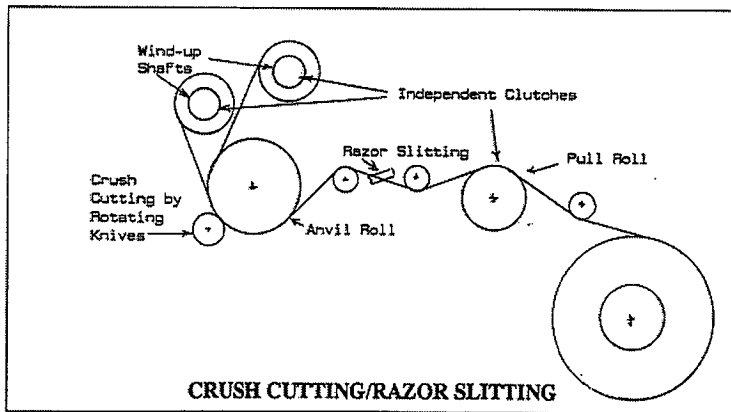 Wind-up
Shafts
Independent Clutches
Razor Slitting
Pull Roll
Crush
Cutting by
Rotating
Knives
Anvil Roll
CRUSH CUTTING/RAZOR SLITTING